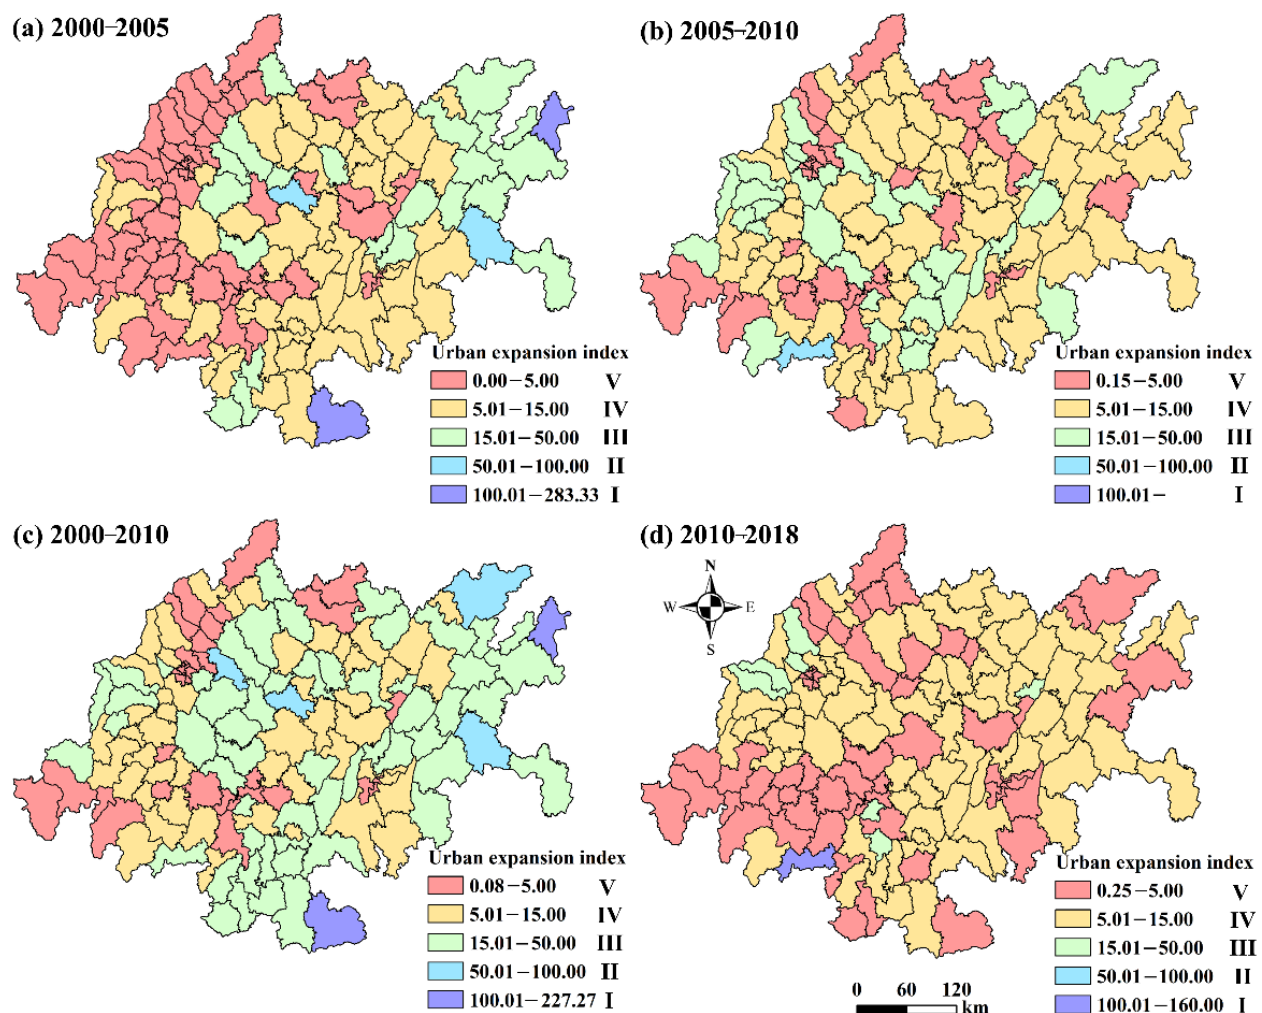 (a) 2000–2005
Urban expansion index
0.00–5.00 V
5.01–15.00 IV
15.01–50.00 III
50.01–100.00 II
100.01–283.33 I
(b) 2005–2010
Urban expansion index
0.15–5.00 V
5.01–15.00 IV
15.01–50.00 III
50.01–100.00 II
100.01– I
(c) 2000–2010
Urban expansion index
0.08–5.00 V
5.01–15.00 IV
15.01–50.00 III
50.01–100.00 II
100.01–227.27 I
(d) 2010-2018
N
W E
S
Urban expansion index
0.25–5.00 V
5.01–15.00 IV
15.01–50.00 III
50.01–100.00 II
100.01–160.00 I
0 60 120
km